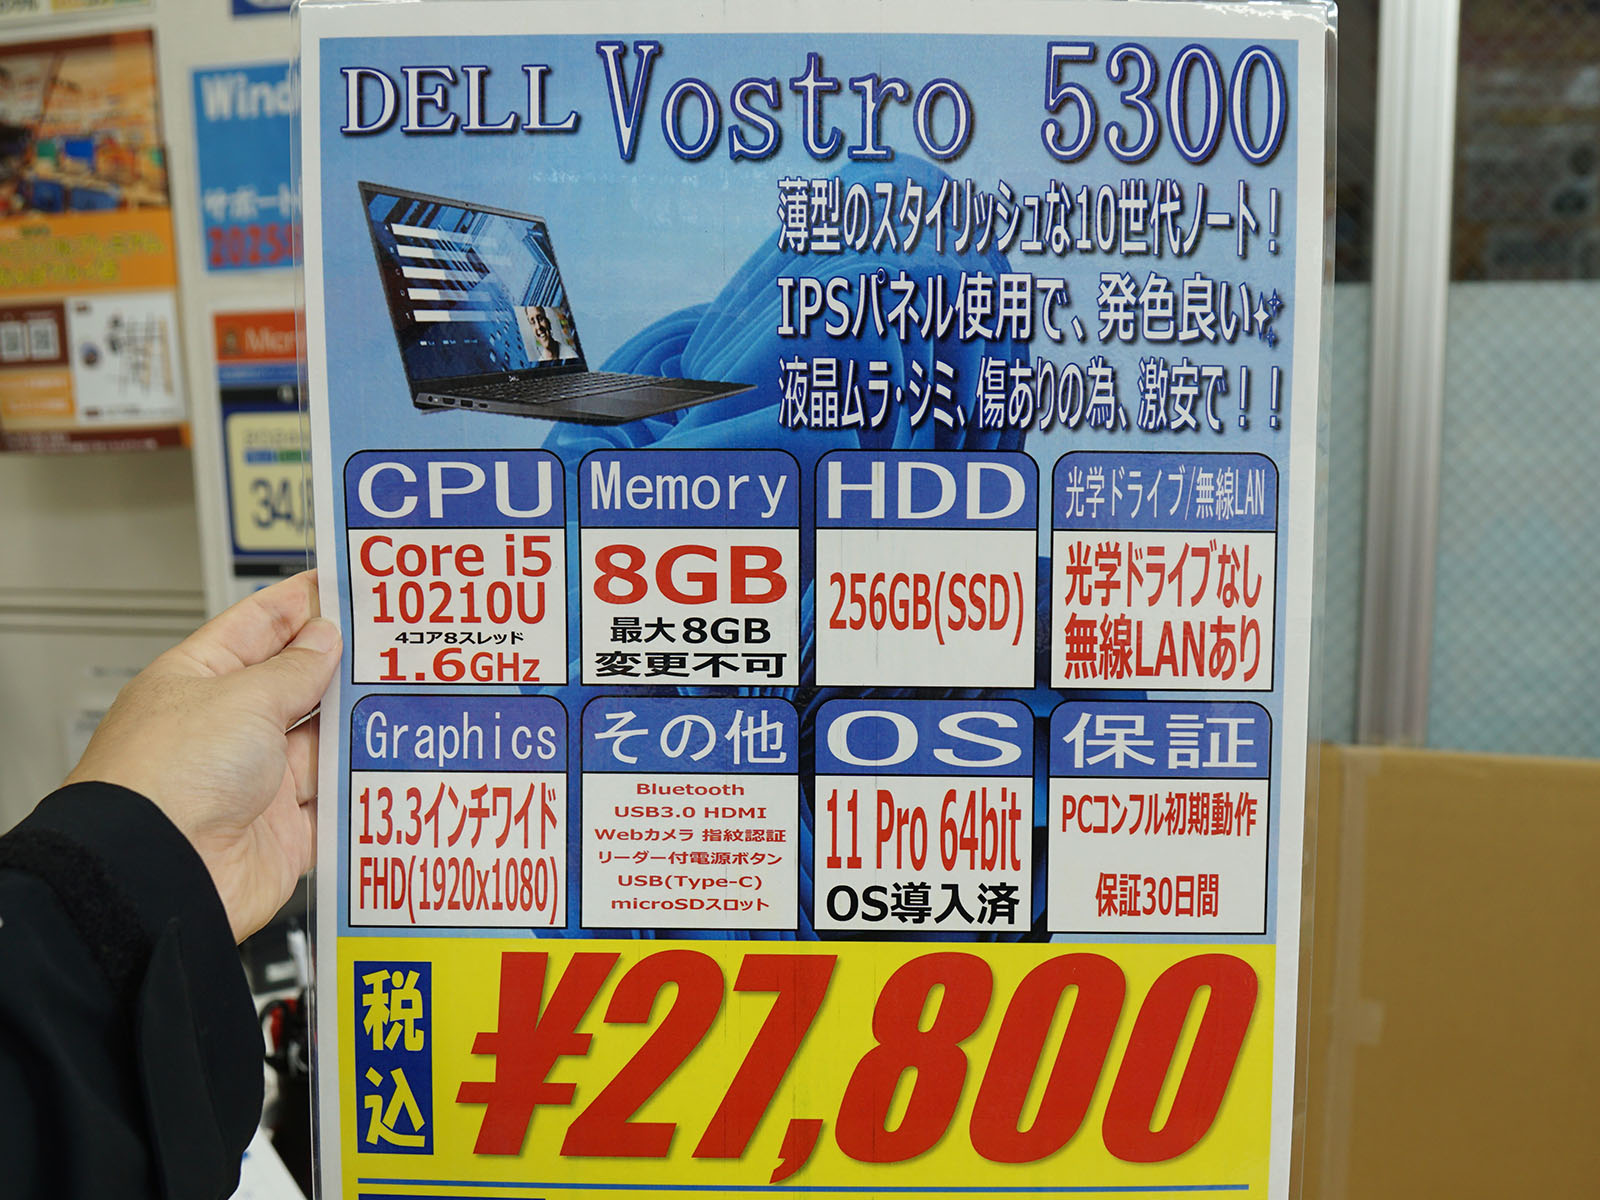 DELL Vostro 5300
薄型のスタイリッシュな10世代ノート！
IPSパネル使用で、発色良い✨
液晶ムラ・シミ、傷ありの為、激安で！！
CPU
Core i5
10210U
4コア8スレッド
1.6GHz
Memory
8GB
最大8GB
変更不可
HDD
256GB(SSD)
光学ドライブ/無線LAN
光学ドライブなし
無線LANあり
Graphics
13.3インチワイド
FHD(1920x1080)
その他
Bluetooth
USB3.0 HDMI
Webカメラ 指紋認証
リーダー付電源ボタン
USB(Type-C)
microSDスロット
OS
11 Pro 64bit
OS導入済
保証
PCコンフル初期動作
保証30日間
税込
¥27,800
Wind
サポート
2025
Micr
34,8